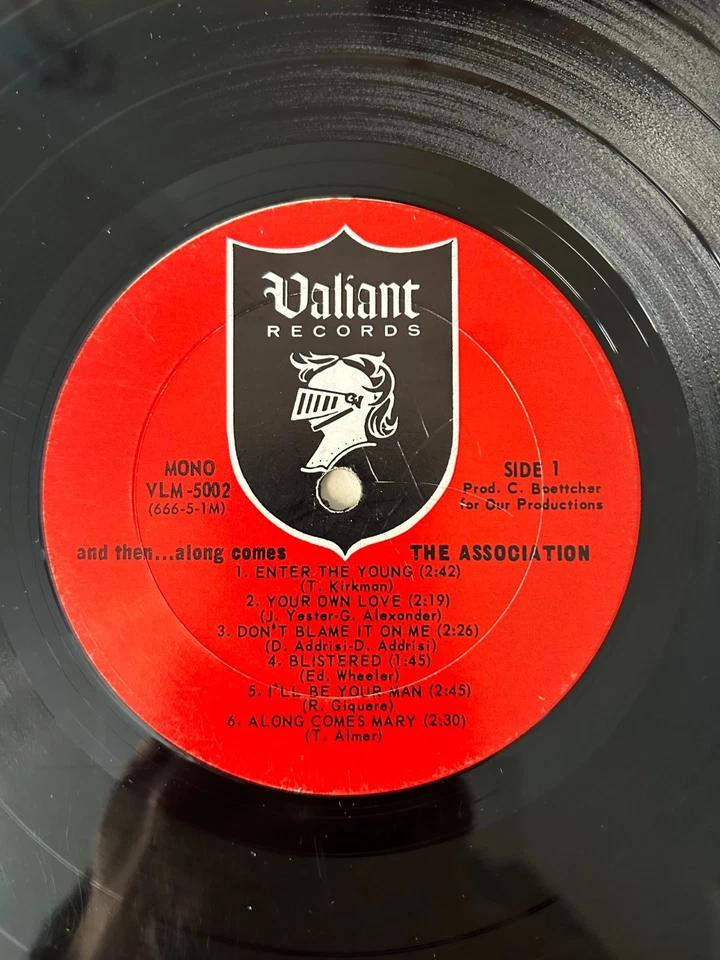 Valiant
RECORDS
MONO
VLM-5002
(666-5-1M)
SIDE 1
Prod. C. Boettcher
for Our Productions
and then...along comes THE ASSOCIATION
1. ENTER THE YOUNG (2:42)
(T. Kirkman)
2. YOUR OWN LOVE (2:19)
(J. Yester-G. Alexander)
3. DON'T BLAME IT ON ME (2:26)
(D. Addrisi-D. Addrisi)
4. BLISTERED (1:45)
(Ed. Wheeler)
5. I'LL BE YOUR MAN (2:45)
(R. Giquere)
6. ALONG COMES MARY (2:30)
(T. Almer)